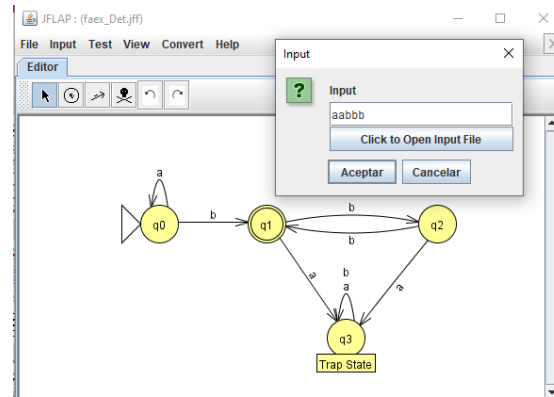 JFLAP : (faex_Det.jff)
File Input Test View Convert Help
Editor
Input
Input
aabbb
Click to Open Input File
Aceptar Cancelar
a
q0
b
q1
b
b
q2
a
b
a
a
q3
Trap State